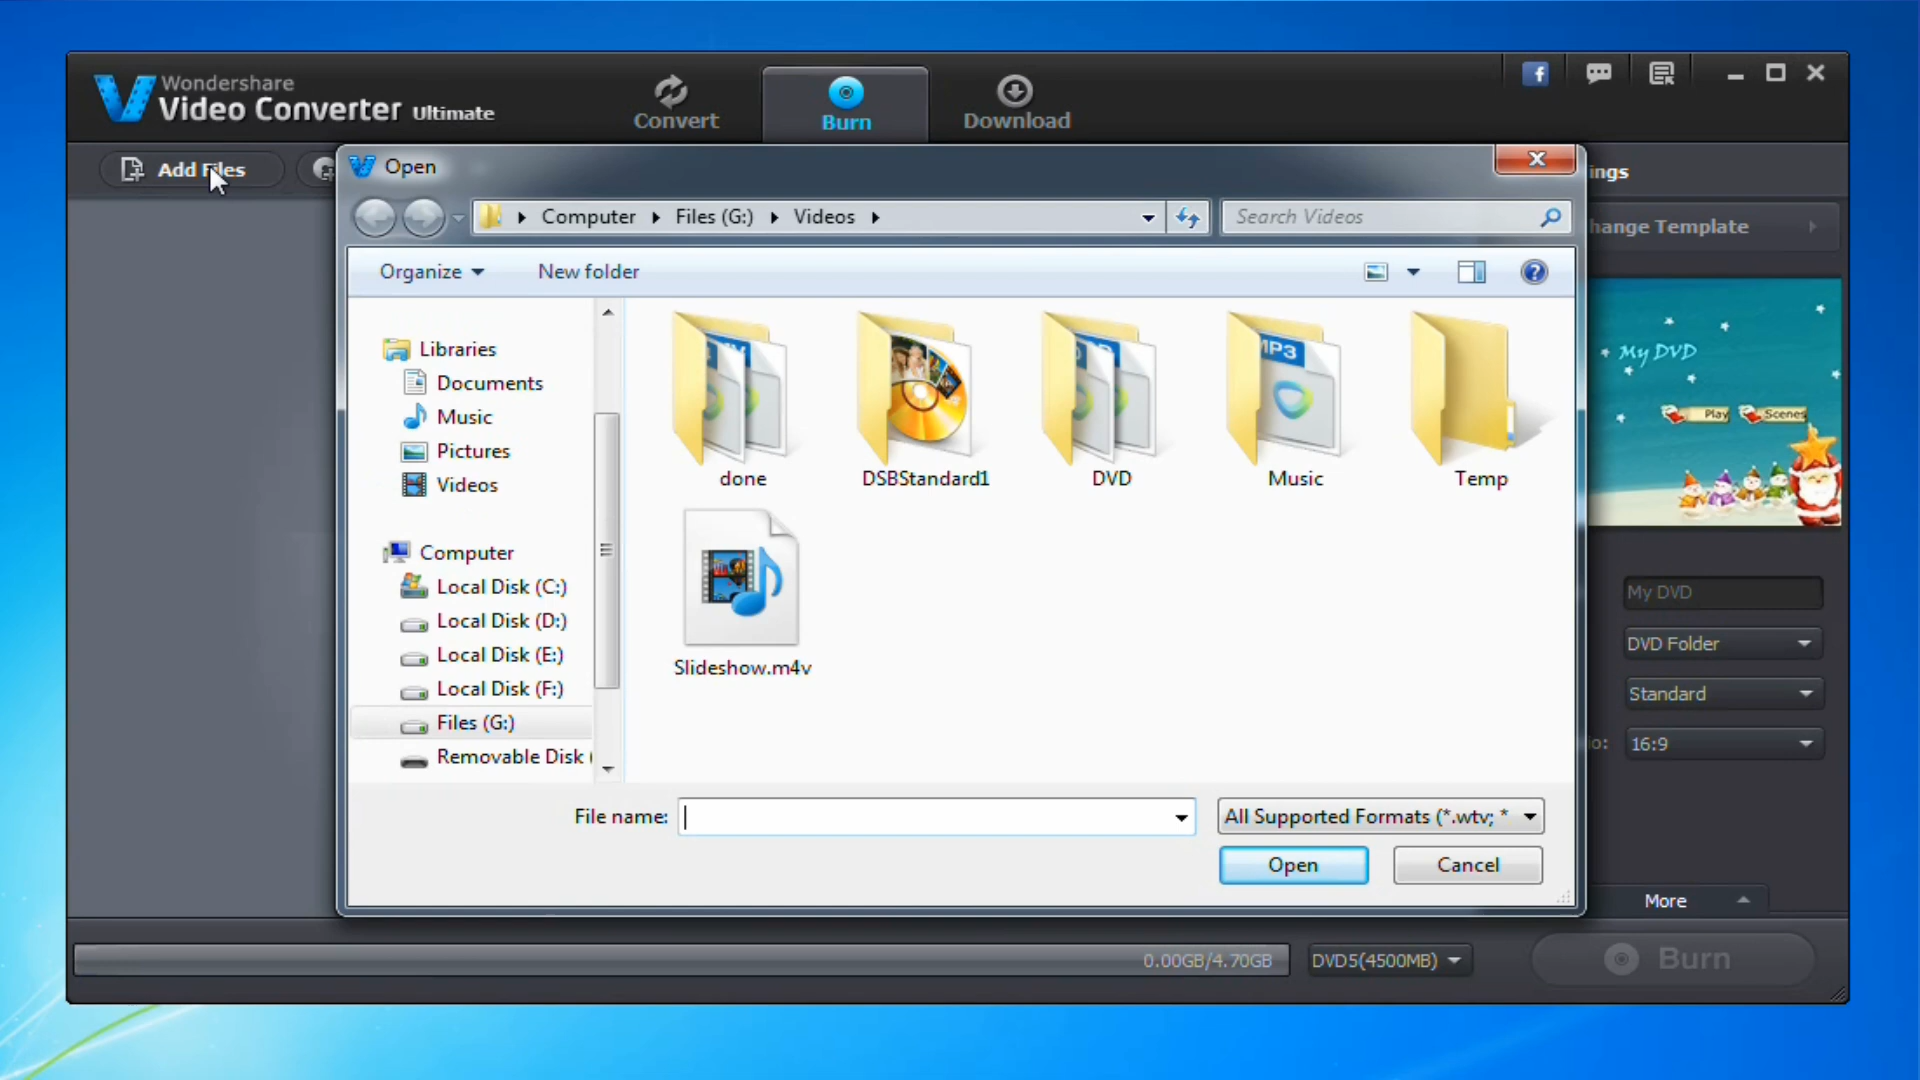 Wondershare
Video Converter Ultimate
Convert
Burn
Download
f
Add Files
ings
Open
Computer
Files (G:)
Videos
Search Videos
hange Template
Organize
New folder
Libraries
Documents
Music
Pictures
Videos
Computer
Local Disk (C:)
Local Disk (D:)
Local Disk (E:)
Local Disk (F:)
Files (G:)
Removable Disk (
done
DSBStandard1
DVD
MP3
Music
Temp
Slideshow.m4v
My DVD
Play
Scenes
My DVD
DVD Folder
Standard
io:
16:9
File name:
All Supported Formats (*.wtv; *
Open
Cancel
More
0.00GB/4.70GB
DVD5(4500MB)
Burn